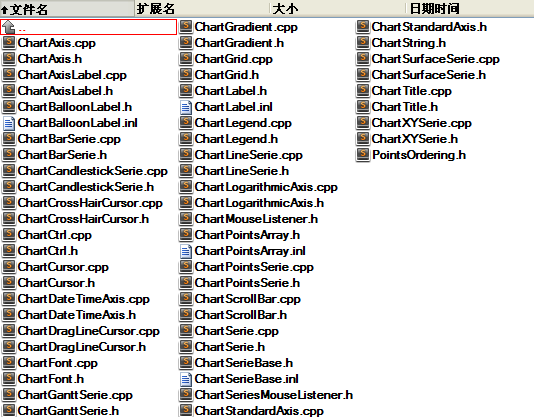 文件名 扩展名 大小 日期时间
..
ChartAxis.cpp
ChartAxis.h
ChartAxisLabel.cpp
ChartAxisLabel.h
ChartBalloonLabel.h
ChartBalloonLabel.inl
ChartBarSerie.cpp
ChartBarSerie.h
ChartCandlestickSerie.cpp
ChartCandlestickSerie.h
ChartCrossHairCursor.cpp
ChartCrossHairCursor.h
ChartCtrl.cpp
ChartCtrl.h
ChartCursor.cpp
ChartCursor.h
ChartDateTimeAxis.cpp
ChartDateTimeAxis.h
ChartDragLineCursor.cpp
ChartDragLineCursor.h
ChartFont.cpp
ChartFont.h
ChartGanttSerie.cpp
ChartGanttSerie.h
ChartGradient.cpp
ChartGradient.h
ChartGrid.cpp
ChartGrid.h
ChartLabel.h
ChartLabel.inl
ChartLegend.cpp
ChartLegend.h
ChartLineSerie.cpp
ChartLineSerie.h
ChartLogarithmicAxis.cpp
ChartLogarithmicAxis.h
ChartMouseListener.h
ChartPointsArray.h
ChartPointsArray.inl
ChartPointsSerie.cpp
ChartPointsSerie.h
ChartScrollBar.cpp
ChartScrollBar.h
ChartSerie.cpp
ChartSerie.h
ChartSerieBase.h
ChartSerieBase.inl
ChartSeriesMouseListener.h
ChartStandardAxis.cpp
ChartStandardAxis.h
ChartString.h
ChartSurfaceSerie.cpp
ChartSurfaceSerie.h
ChartTitle.cpp
ChartTitle.h
ChartXYSerie.cpp
ChartXYSerie.h
PointsOrdering.h